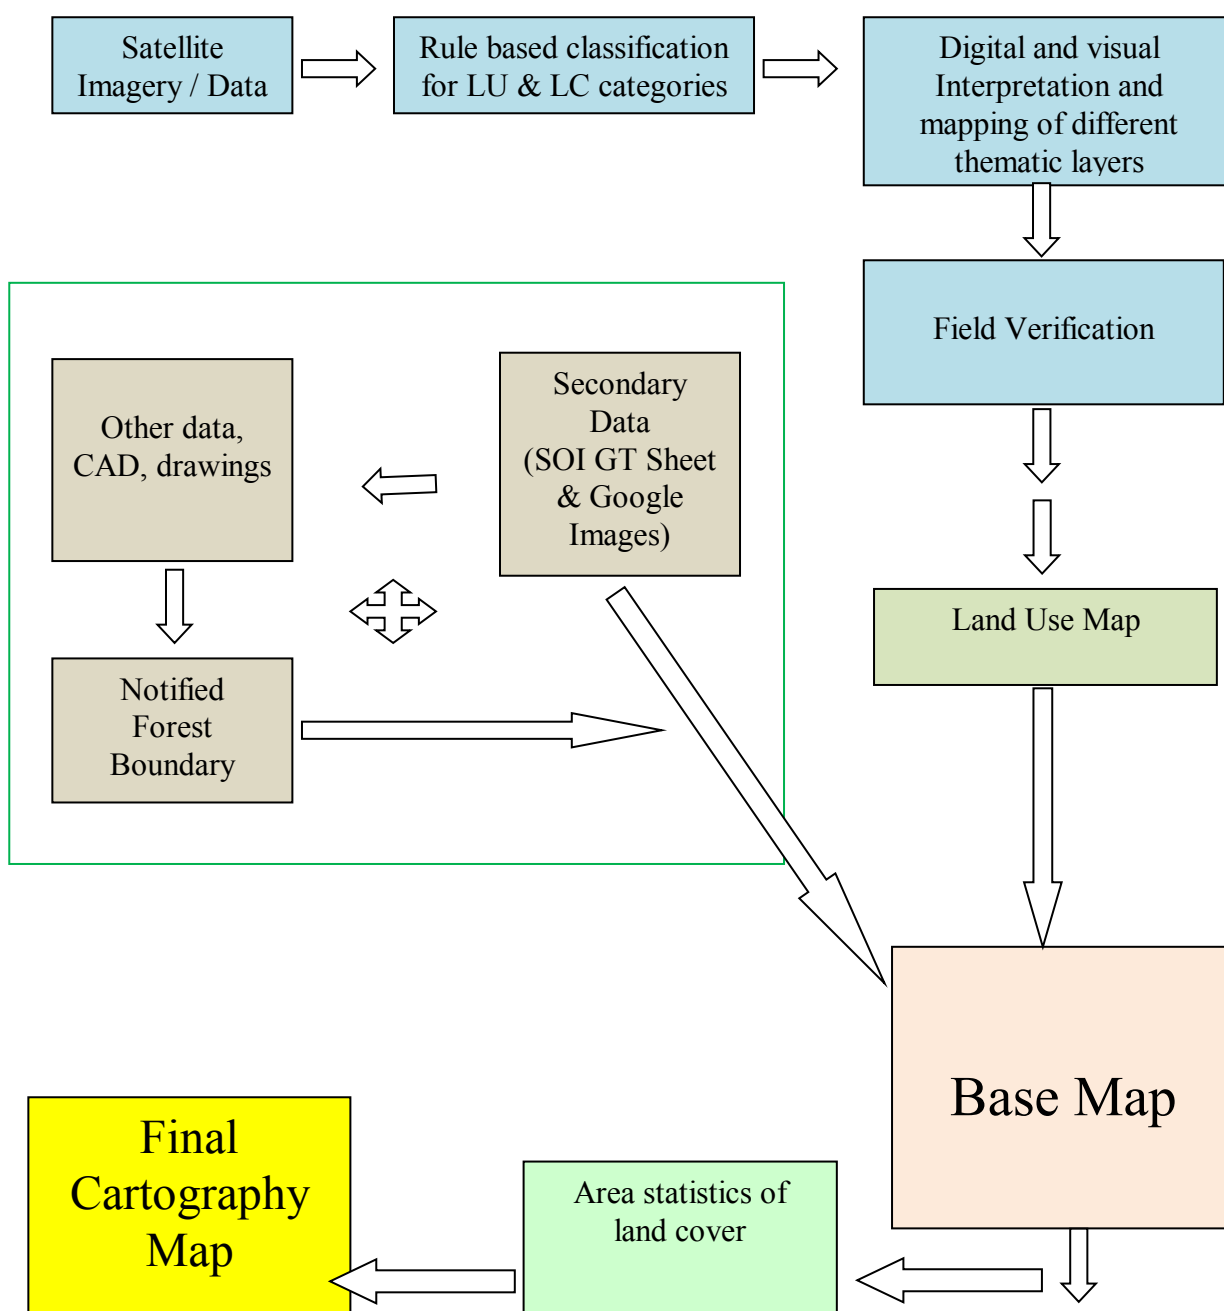 Satellite
Imagery / Data
Rule based classification
for LU & LC categories
Digital and visual
Interpretation and
mapping of different
thematic layers
Field Verification
Other data,
CAD, drawings
Secondary
Data
(SOI GT Sheet
& Google
Images)
Land Use Map
Notified
Forest
Boundary
Base Map
Final
Cartography
Map
Area statistics of
land cover